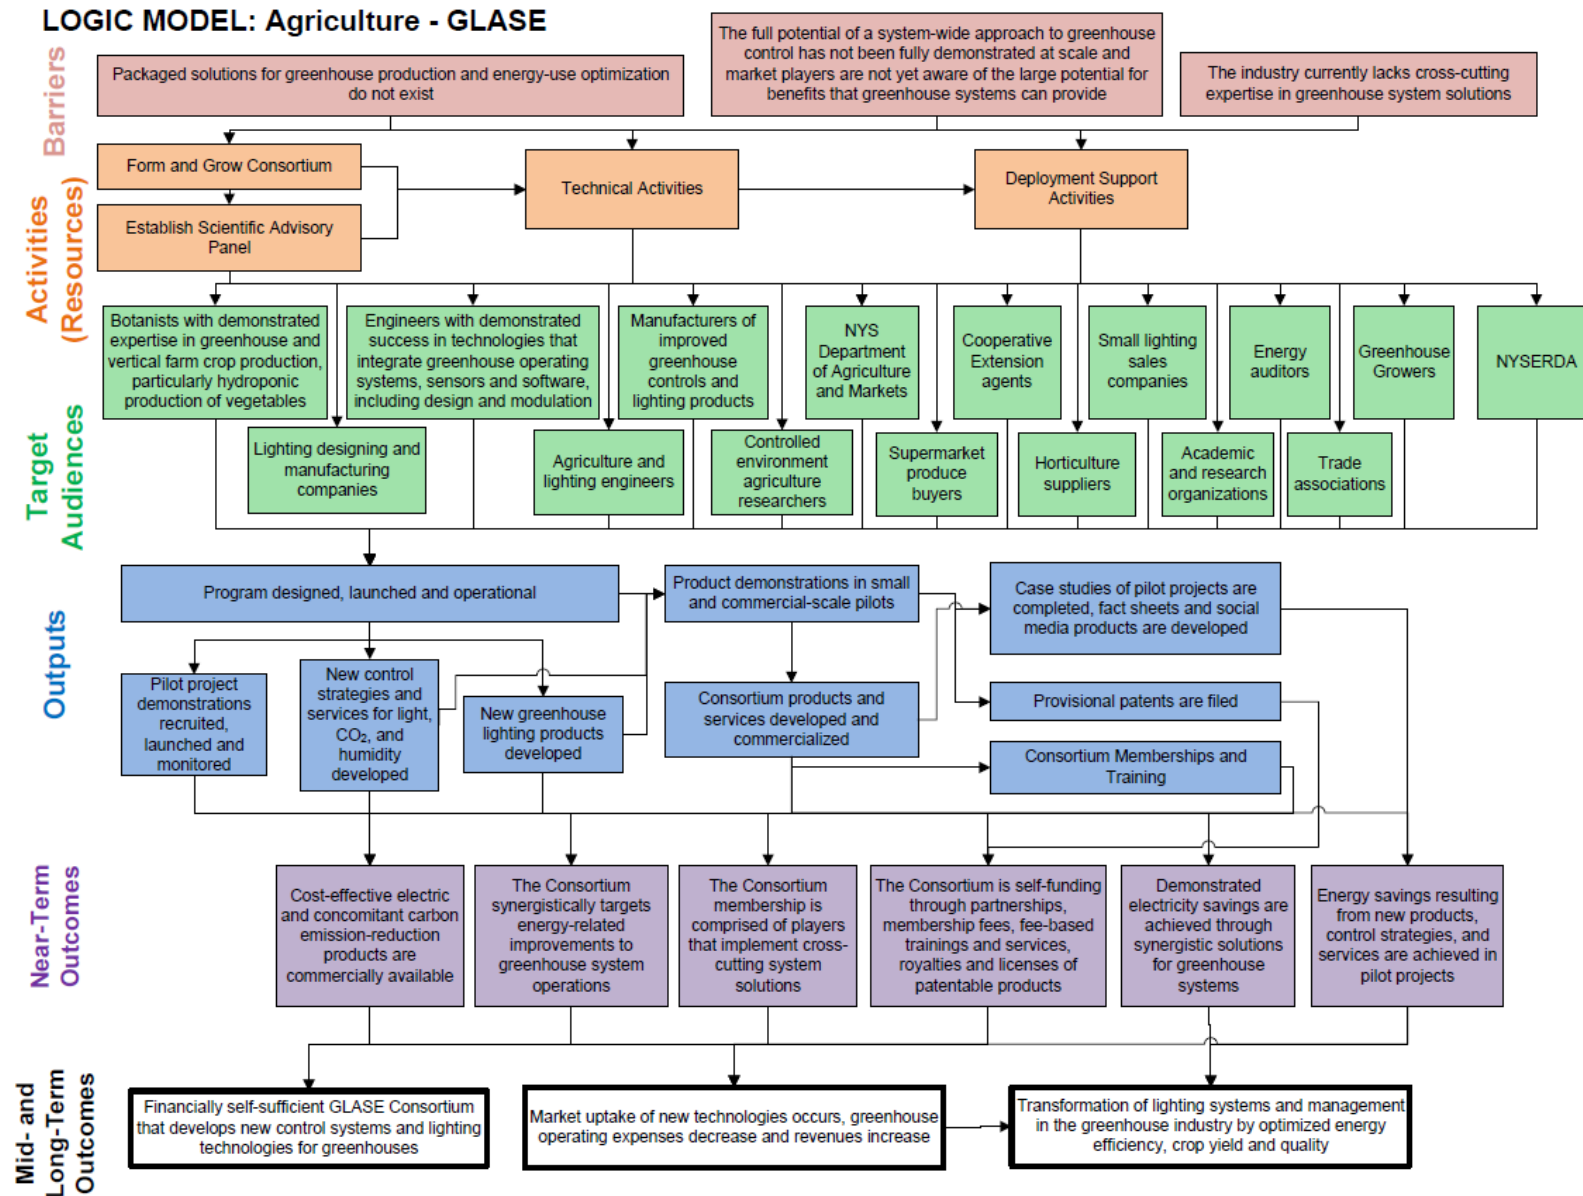 LOGIC MODEL: Agriculture - GLASE
Barriers
Packaged solutions for greenhouse production and energy-use optimization
do not exist
The full potential of a system-wide approach to greenhouse
control has not been fully demonstrated at scale and
market players are not yet aware of the large potential for
benefits that greenhouse systems can provide
The industry currently lacks cross-cutting
expertise in greenhouse system solutions
Activities
(Resources)
Form and Grow Consortium
Establish Scientific Advisory
Panel
Technical Activities
Deployment Support
Activities
Target
Audiences
Botanists with demonstrated
expertise in greenhouse and
vertical farm crop production,
particularly hydroponic
production of vegetables
Engineers with demonstrated
success in technologies that
integrate greenhouse operating
systems, sensors and software,
including design and modulation
Manufacturers of
improved
greenhouse
controls and
lighting products
NYS
Department
of Agriculture
and Markets
Cooperative
Extension
agents
Small lighting
sales
companies
Energy
auditors
Greenhouse
Growers
NYSERDA
Lighting designing and
manufacturing
companies
Agriculture and
lighting engineers
Controlled
environment
agriculture
researchers
Supermarket
produce
buyers
Horticulture
suppliers
Academic
and research
organizations
Trade
associations
Outputs
Program designed, launched and operational
Product demonstrations in small
and commercial-scale pilots
Case studies of pilot projects are
completed, fact sheets and social
media products are developed
Pilot project
demonstrations
recruited,
launched and
monitored
New control
strategies and
services for light,
CO₂, and
humidity
developed
New greenhouse
lighting products
developed
Consortium products and
services developed and
commercialized
Provisional patents are filed
Consortium Memberships and
Training
Near-Term
Outcomes
Cost-effective electric
and concomitant carbon
emission-reduction
products are
commercially available
The Consortium
synergistically targets
energy-related
improvements to
greenhouse system
operations
The Consortium
membership is
comprised of players
that implement cross-
cutting system
solutions
The Consortium is self-funding
through partnerships,
membership fees, fee-based
trainings and services,
royalties and licenses of
patentable products
Demonstrated
electricity savings are
achieved through
synergistic solutions
for greenhouse
systems
Energy savings resulting
from new products,
control strategies, and
services are achieved in
pilot projects
Mid- and
Long-Term
Outcomes
Financially self-sufficient GLASE Consortium
that develops new control systems and lighting
technologies for greenhouses
Market uptake of new technologies occurs, greenhouse
operating expenses decrease and revenues increase
Transformation of lighting systems and management
in the greenhouse industry by optimized energy
efficiency, crop yield and quality